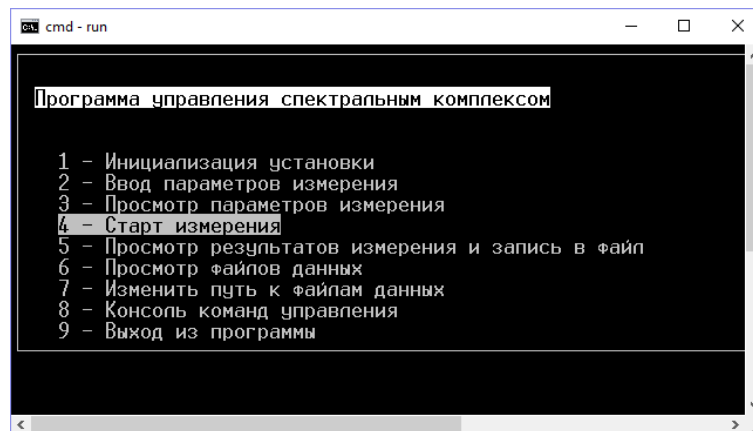 cmd - run
Программа управления спектральным комплексом
1 - Инициализация установки
2 - Ввод параметров измерения
3 - Просмотр параметров измерения
4 - Старт измерения
5 - Просмотр результатов измерения и запись в файл
6 - Просмотр файлов данных
7 - Изменить путь к файлам данных
8 - Консоль команд управления
9 - Выход из программы